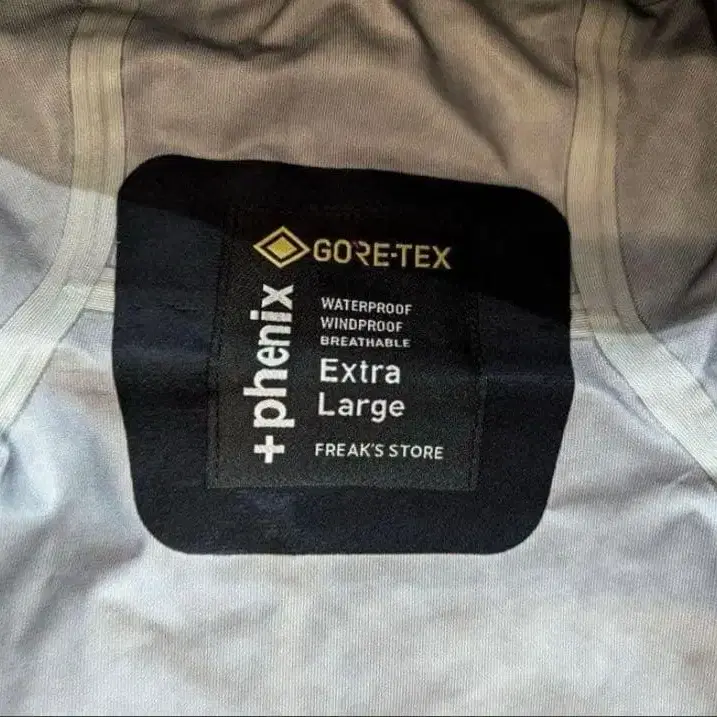 GORE-TEX
+phenix
WATERPROOF
WINDPROOF
BREATHABLE
Extra
Large
FREAK'S STORE